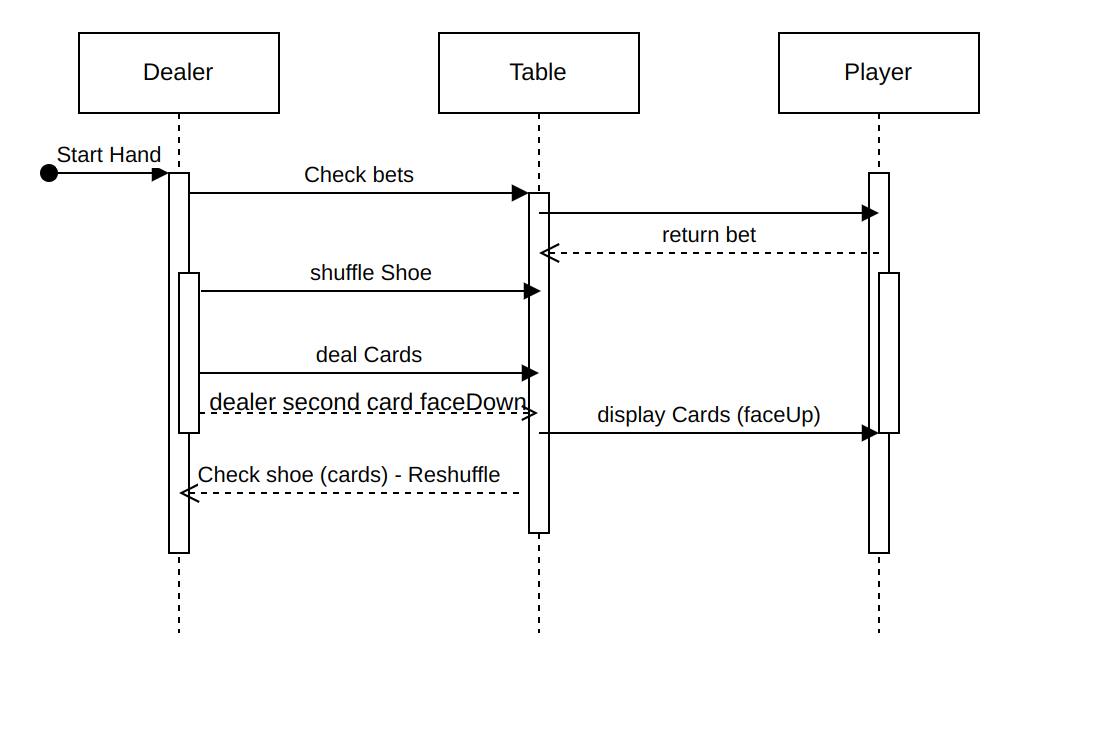 Dealer
Table
Player
Start Hand
Check bets
return bet
shuffle Shoe
deal Cards
dealer second card faceDown
display Cards (faceUp)
Check shoe (cards) - Reshuffle